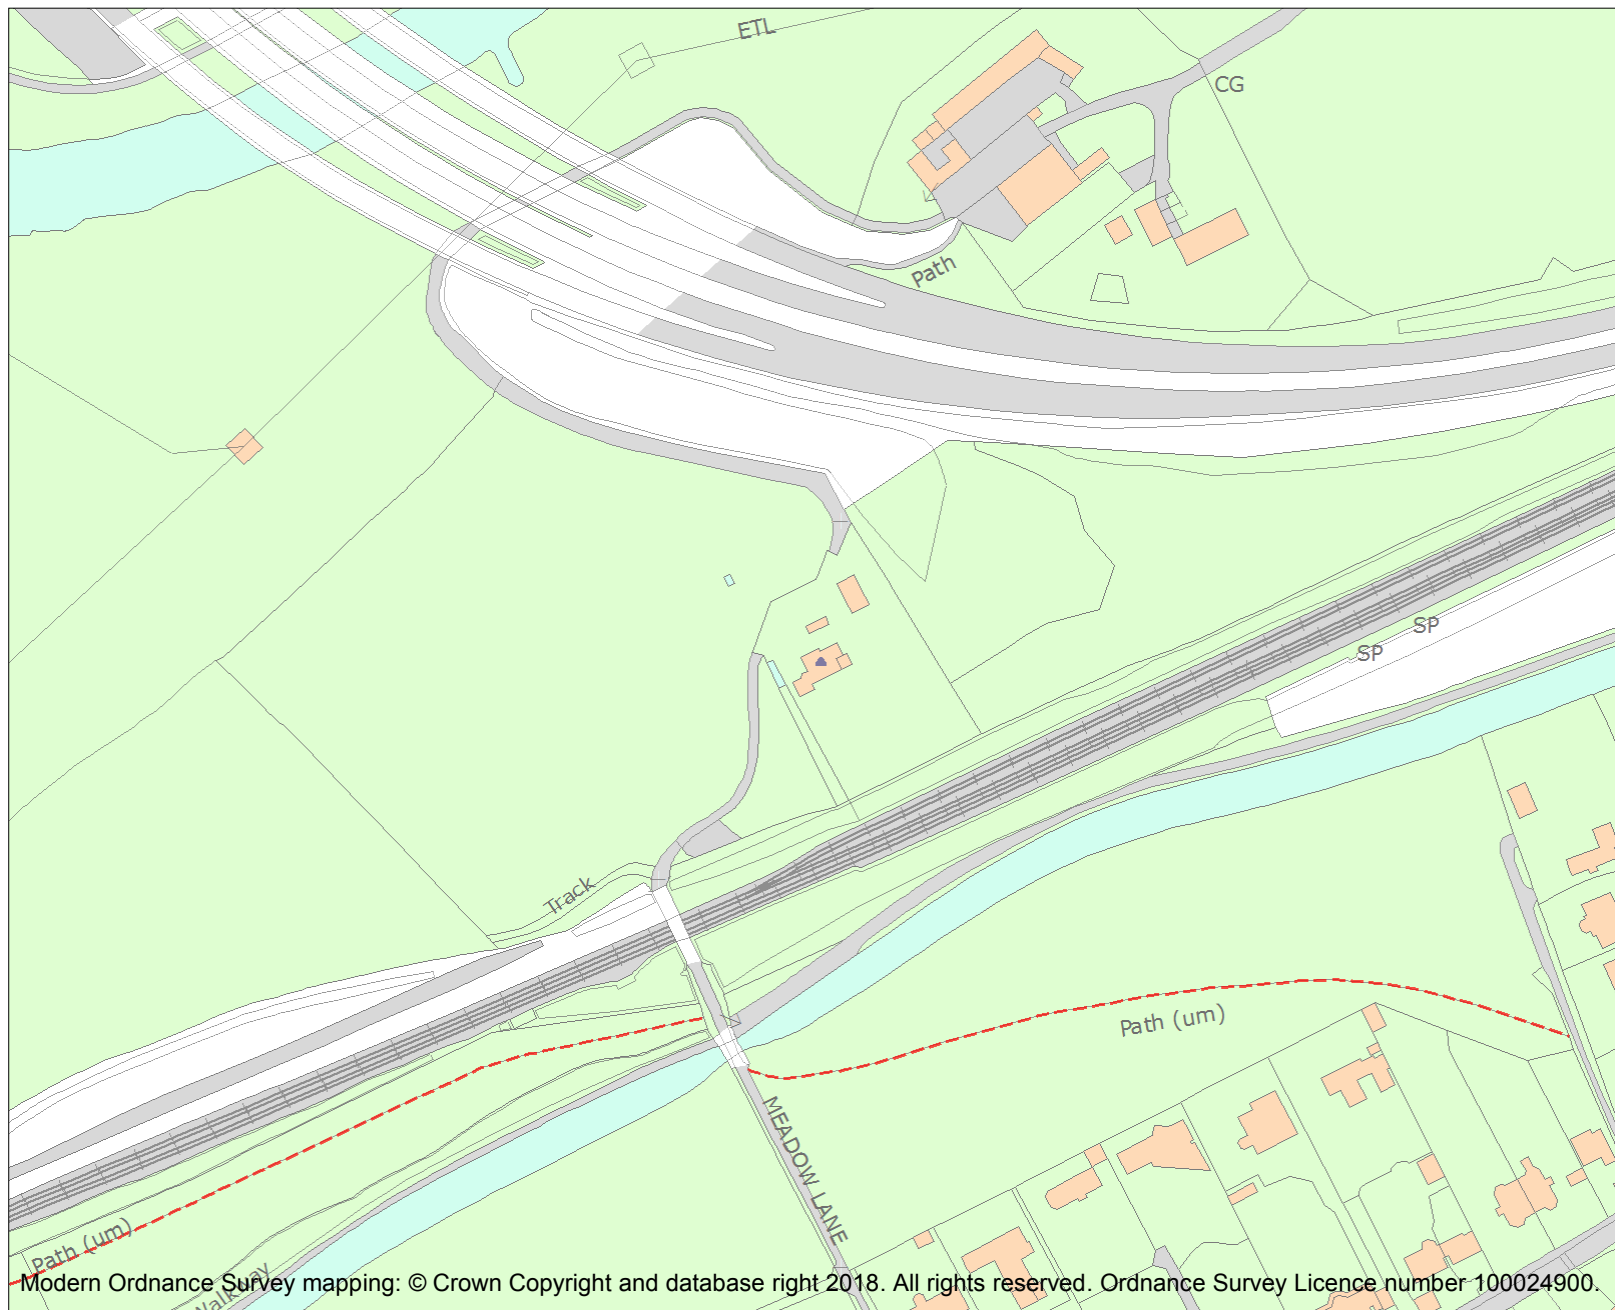 ETL
CG
Path
SP
SP
Track
Path (um)
MEADOW LANE
Path (um)
Walkway
Modern Ordnance Survey mapping: © Crown Copyright and database right 2018. All rights reserved. Ordnance Survey Licence number 100024900.